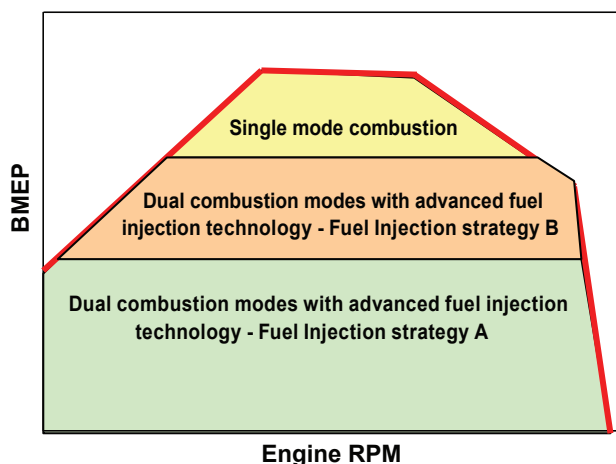 BMEP
Single mode combustion
Dual combustion modes with advanced fuel
injection technology - Fuel Injection strategy B
Dual combustion modes with advanced fuel injection
technology - Fuel Injection strategy A
Engine RPM